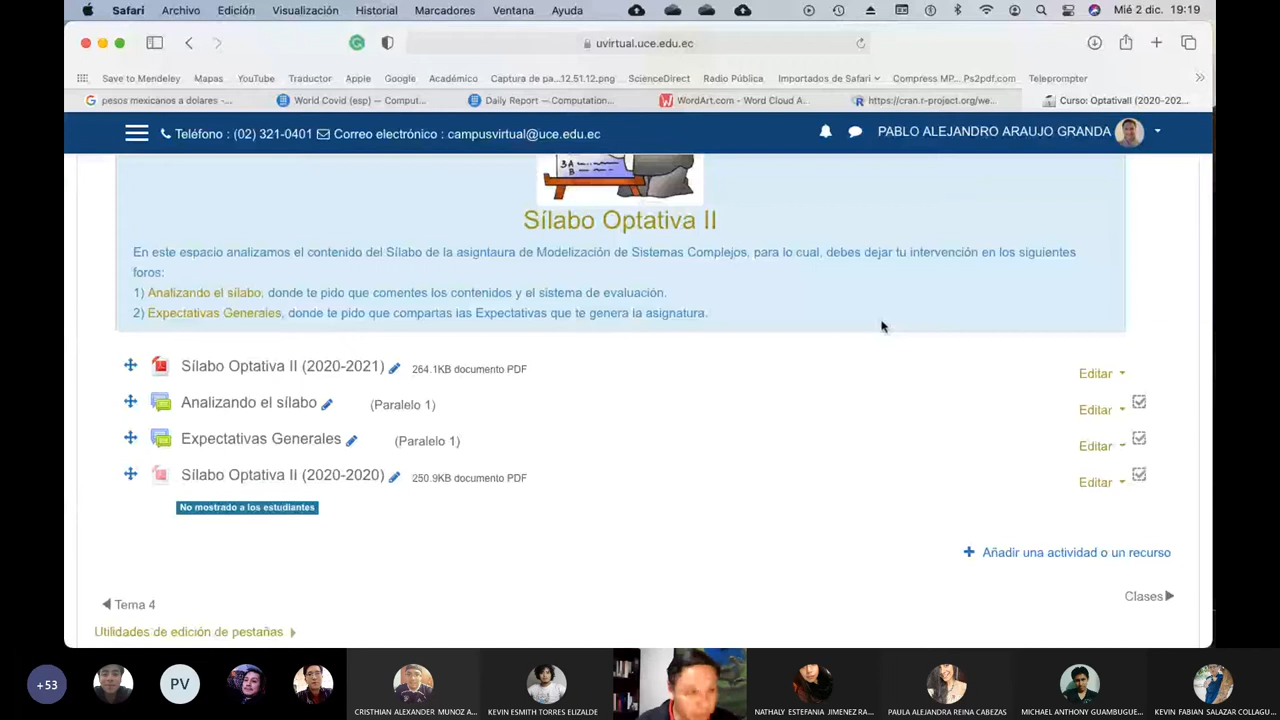 Safari Archivo Edición Visualización Historial Marcadores Ventana Ayuda Mié 2 dic. 19:19
uvirtual.uce.edu.ec
Save to Mendeley Mapas YouTube Traductor Apple Google Académico Captura de pa...12.51.12.png ScienceDirect Radio Pública Importados de Safari Compress MP... Ps2pdf.com Teleprompter
pesos mexicanos a dolares -... World Covid (esp) — Comput... Daily Report — Computation... WordArt.com - Word Cloud A... https://cran.r-project.org/we... Curso: OptativaII (2020-202...
Teléfono : (02) 321-0401 Correo electrónico : campusvirtual@uce.edu.ec PABLO ALEJANDRO ARAUJO GRANDA
3A
B
Sílabo Optativa II
En este espacio analizamos el contenido del Sílabo de la asigntaura de Modelización de Sistemas Complejos, para lo cual, debes dejar tu intervención en los siguientes
foros:
1) Analizando el sílabo, donde te pido que comentes los contenidos y el sistema de evaluación.
2) Expectativas Generales, donde te pido que compartas las Expectativas que te genera la asignatura.
Sílabo Optativa II (2020-2021) 264.1KB documento PDF Editar
Analizando el sílabo (Paralelo 1) Editar
Expectativas Generales (Paralelo 1) Editar
Sílabo Optativa II (2020-2020) 250.9KB documento PDF Editar
No mostrado a los estudiantes
+ Añadir una actividad o un recurso
Tema 4 Clases
Utilidades de edición de pestañas
+53 PV
CRISTHIAN ALEXANDER MUNOZ A... KEVIN ESMITH TORRES ELIZALDE NATHALY ESTEFANIA JIMENEZ RA... PAULA ALEJANDRA REINA CABEZAS MICHAEL ANTHONY GUAMBUGUE... KEVIN FABIAN SALAZAR COLLAGU...